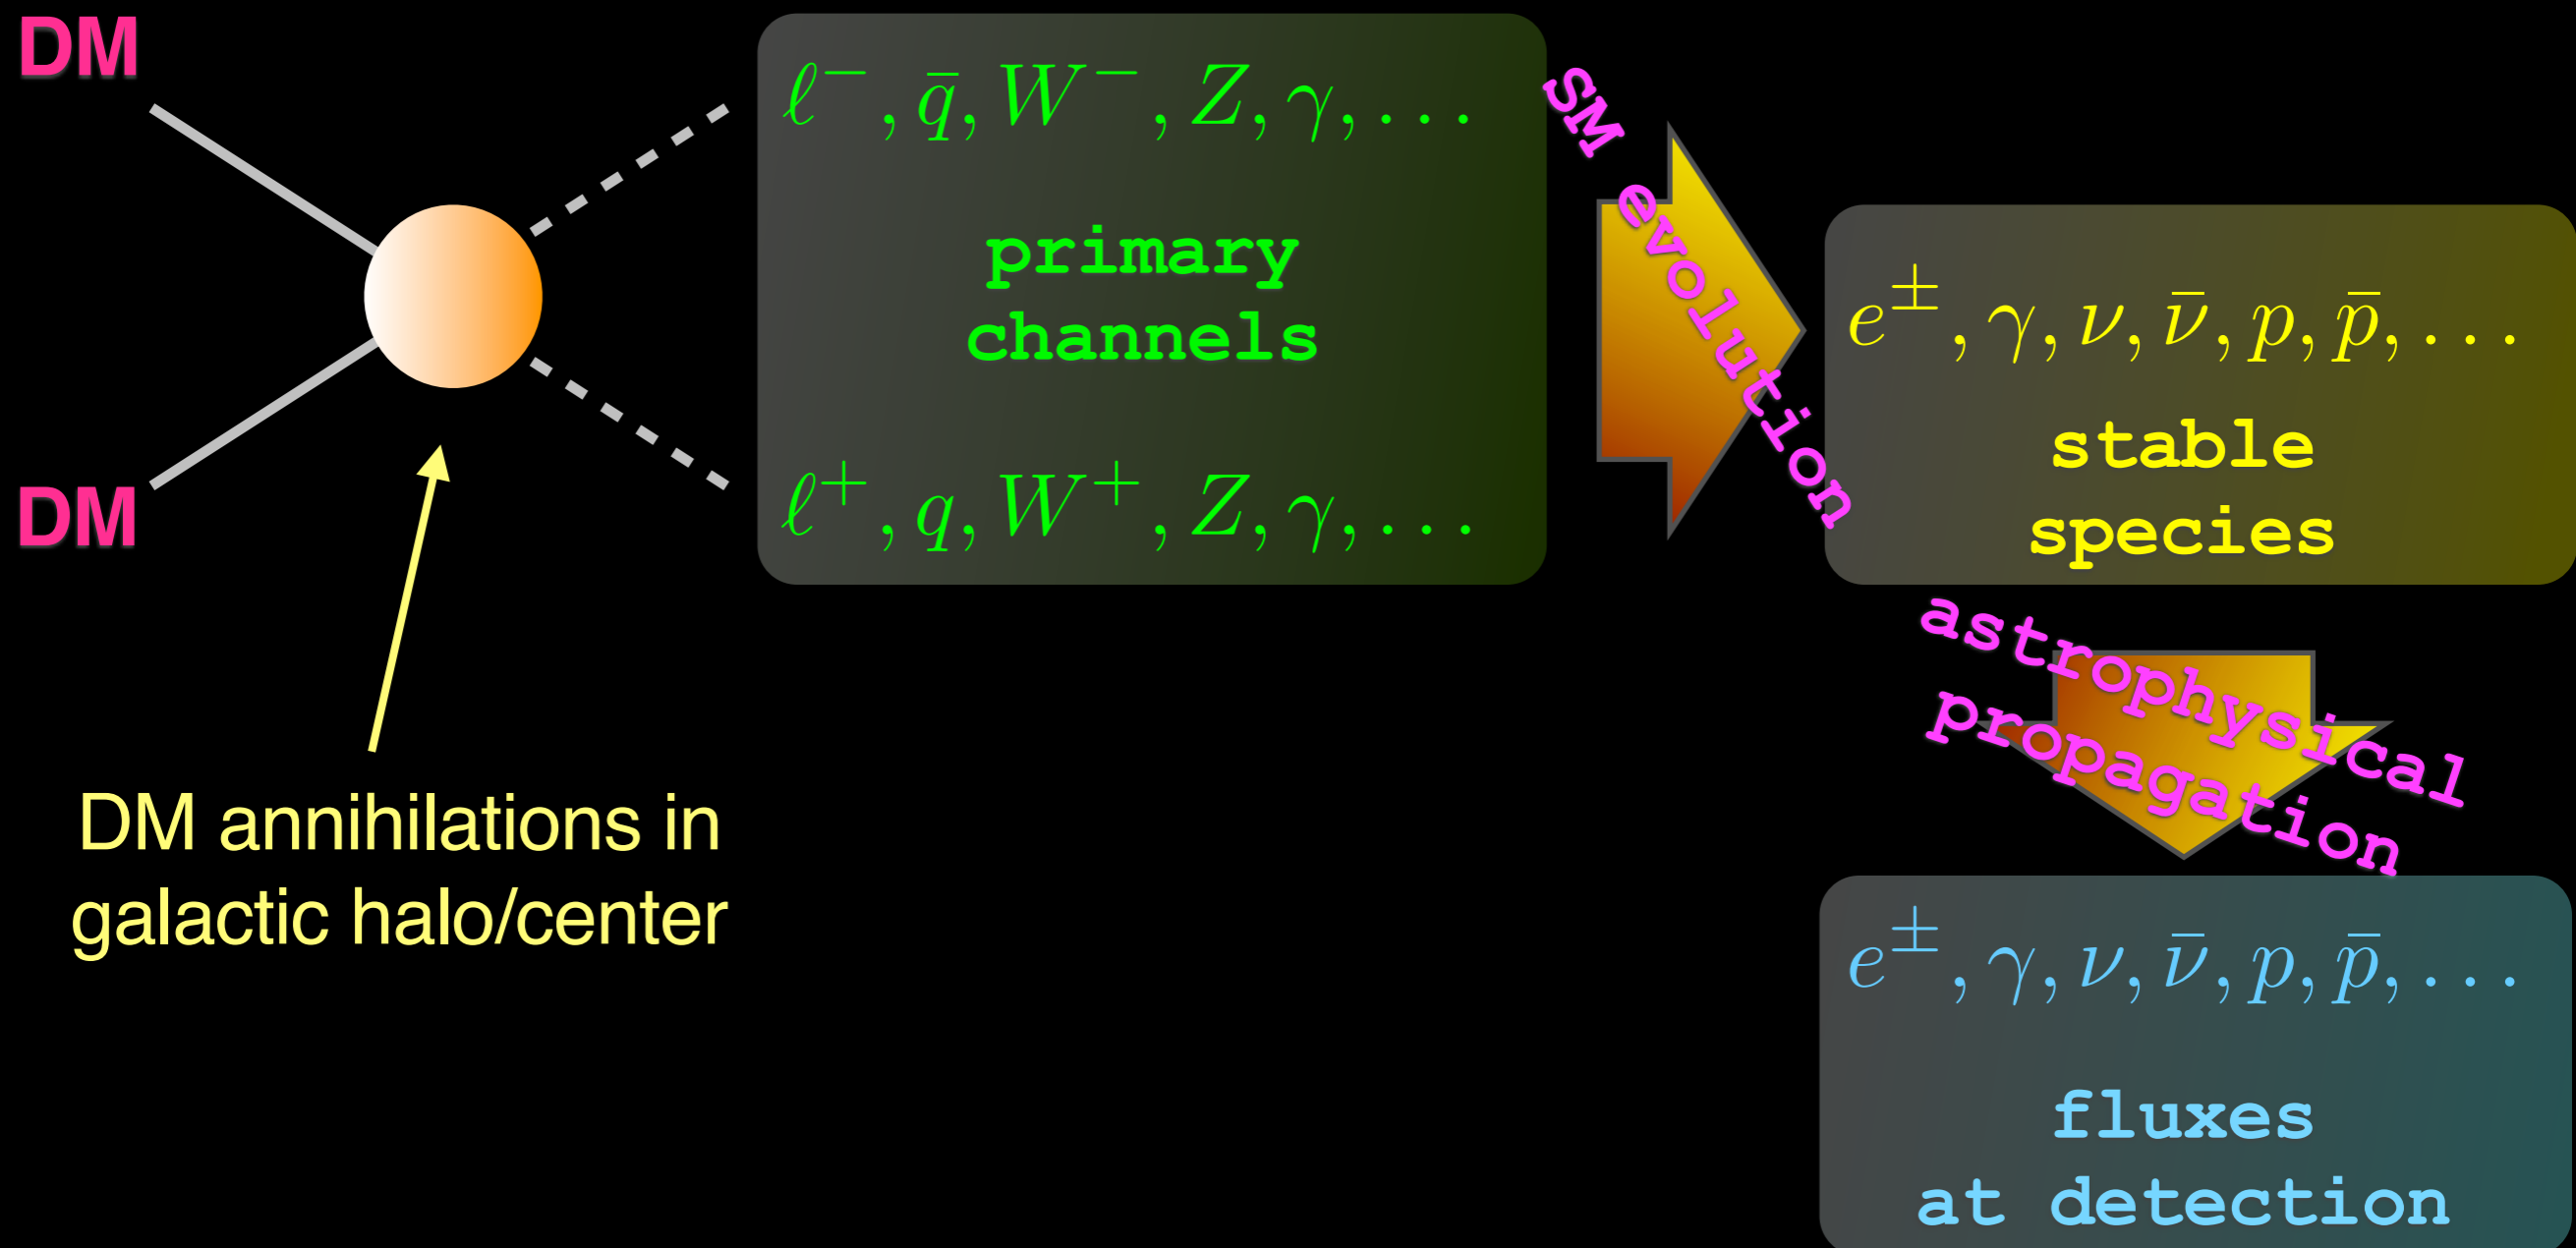 DM
ℓ⁻, q̄, W⁻, Z, γ, ...
primary
channels
ℓ⁺, q, W⁺, Z, γ, ...
DM
SM evolution
e±, γ, ν, ν̄, p, p̄, ...
stable
species
astrophysical
propagation
DM annihilations in
galactic halo/center
e±, γ, ν, ν̄, p, p̄, ...
fluxes
at detection